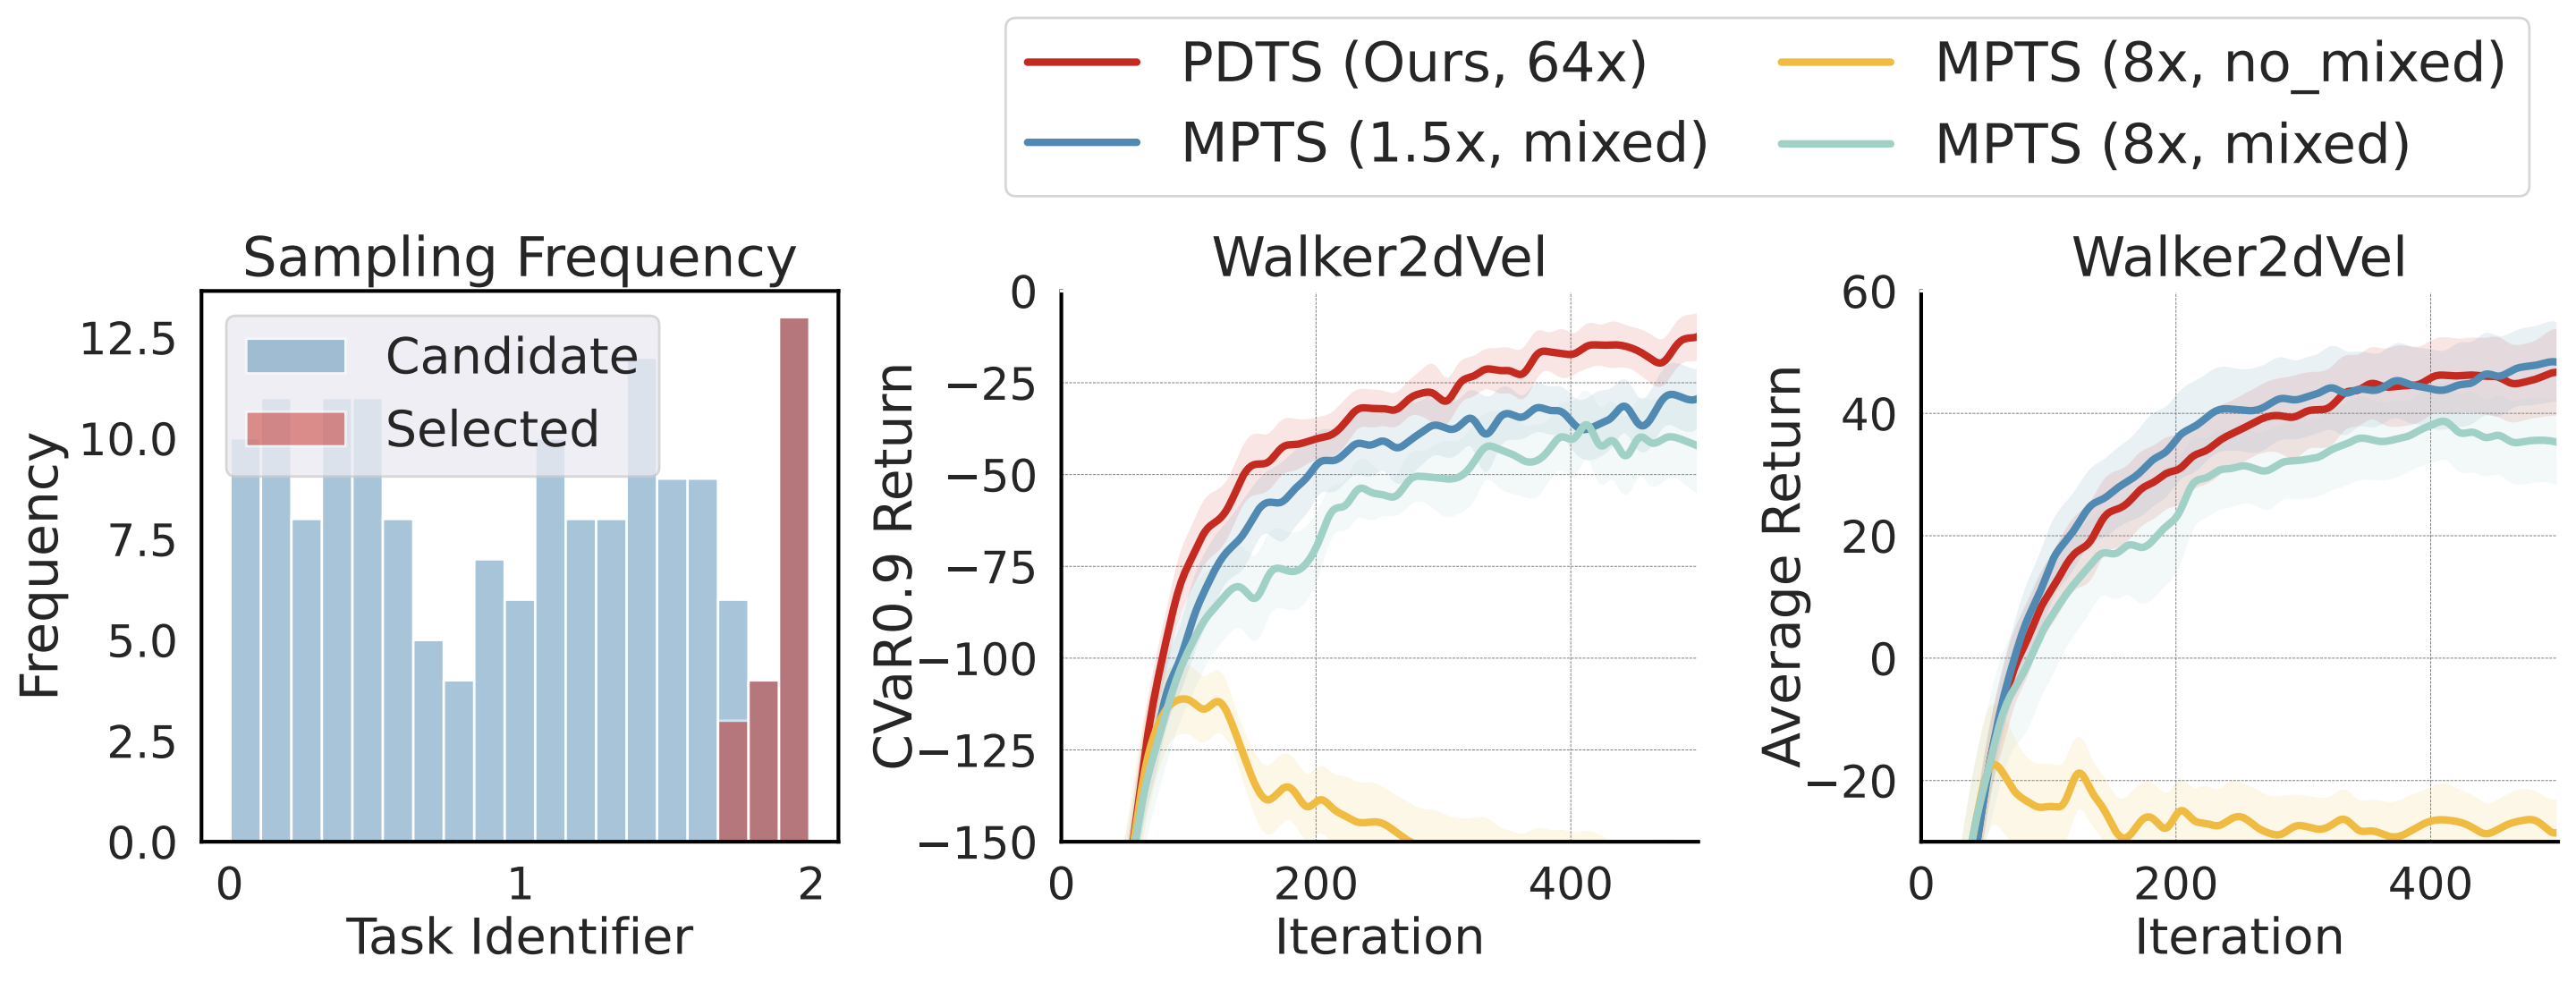 PDTS (Ours, 64x)
MPTS (1.5x, mixed)
MPTS (8x, no_mixed)
MPTS (8x, mixed)
Sampling Frequency
Candidate
Selected
Frequency
12.5
10.0
7.5
5.0
2.5
0.0
0 1 2
Task Identifier
Walker2dVel
CVaR0.9 Return
0
−25
−50
−75
−100
−125
−150
0 200 400
Iteration
Walker2dVel
Average Return
60
40
20
0
−20
0 200 400
Iteration